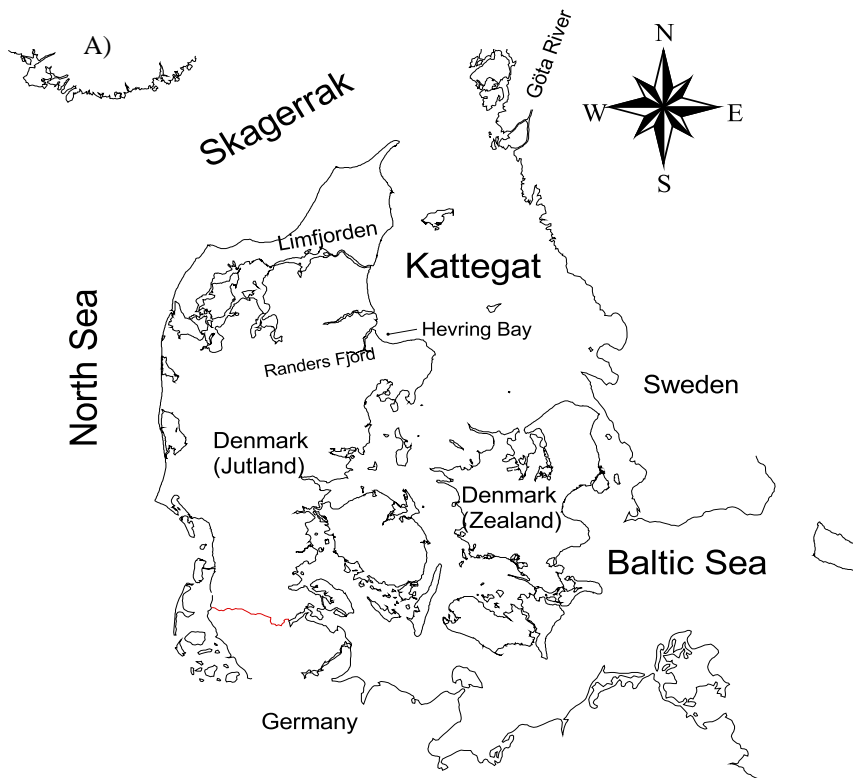 A)
Göta River
N
W
E
S
Skagerrak
Limfjorden
Kattegat
North Sea
Hevring Bay
Randers Fjord
Sweden
Denmark
(Jutland)
Denmark
(Zealand)
Baltic Sea
Germany